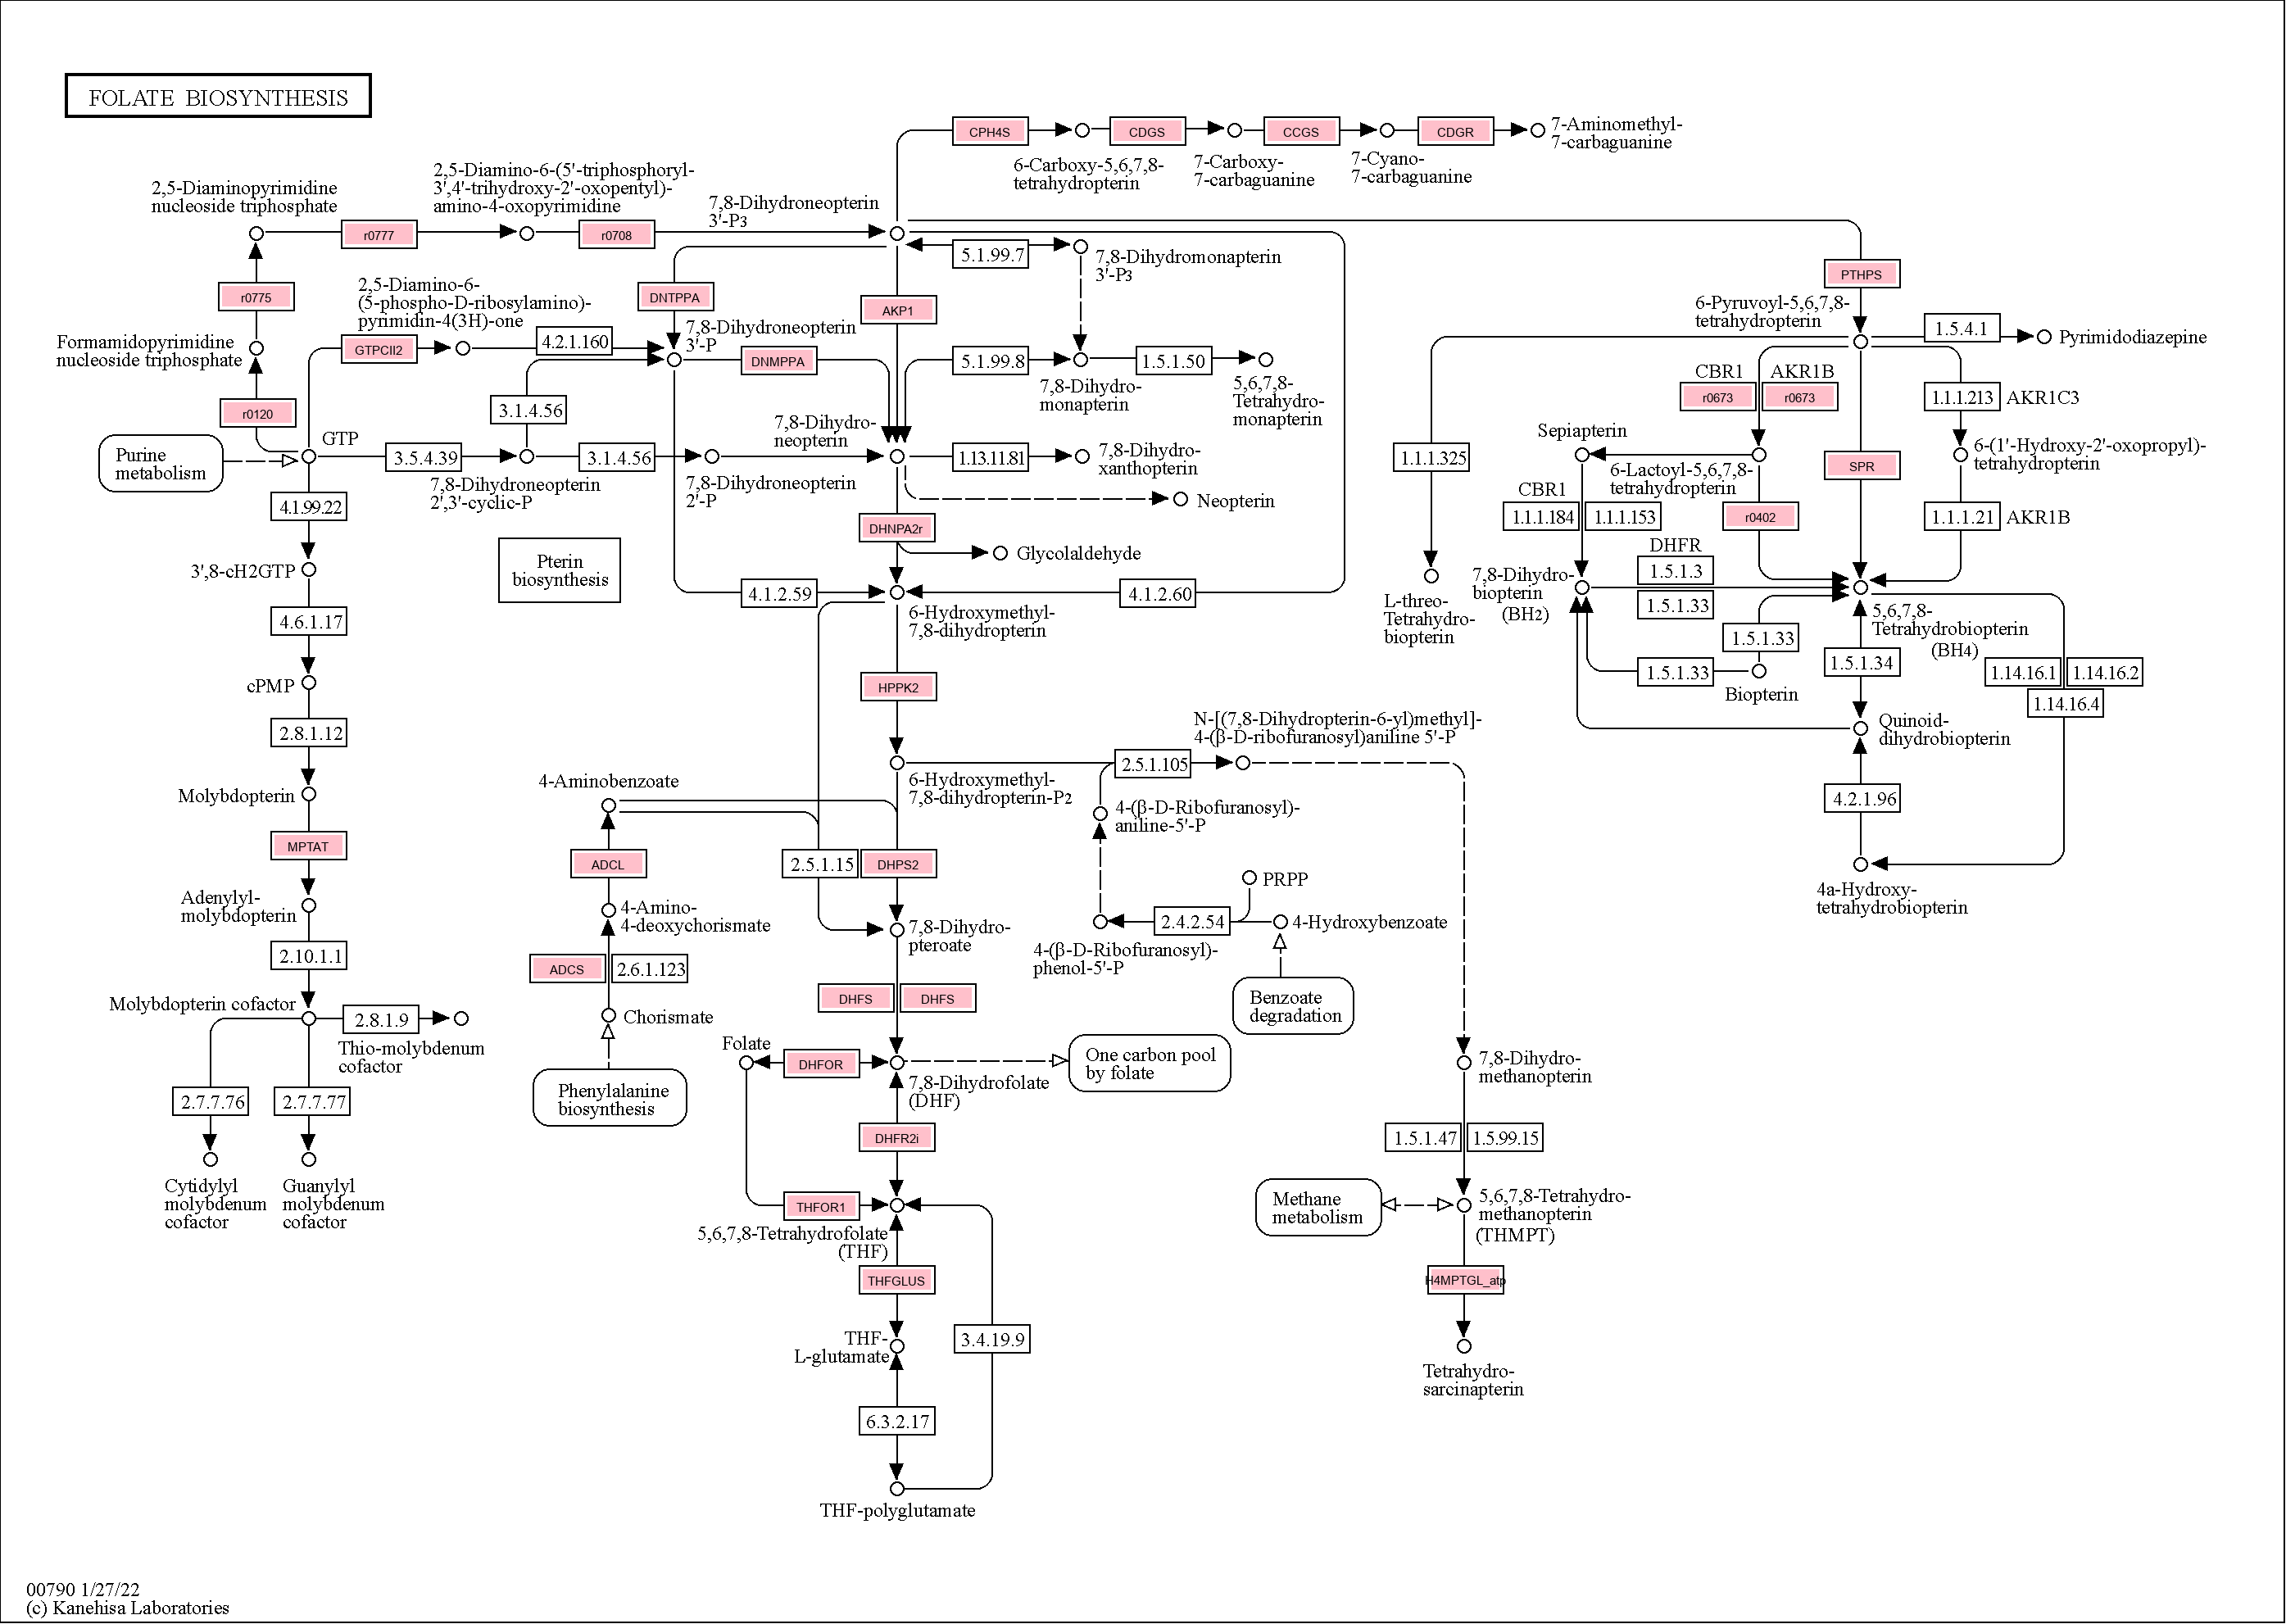 FOLATE BIOSYNTHESIS
CPH4S
CDGS
CCGS
CDGR
7-Aminomethyl-
7-carbaguanine
6-Carboxy-5,6,7,8-
tetrahydropterin
7-Carboxy-
7-carbaguanine
7-Cyano-
7-carbaguanine
2,5-Diaminopyrimidine
nucleoside triphosphate
2,5-Diamino-6-(5'-triphosphoryl-
3',4'-trihydroxy-2'-oxopentyl)-
amino-4-oxopyrimidine
7,8-Dihydroneopterin
3'-P3
r0777
r0708
5.1.99.7
7,8-Dihydromonapterin
3'-P3
PTHPS
r0775
2,5-Diamino-6-
(5-phospho-D-ribosylamino)-
pyrimidin-4(3H)-one
DNTPPA
AKP1
6-Pyruvoyl-5,6,7,8-
tetrahydropterin
1.5.4.1
Pyrimidodiazepine
Formamidopyrimidine
nucleoside triphosphate
GTPCII2
4.2.1.160
7,8-Dihydroneopterin
3'-P
DNMPPA
5.1.99.8
1.5.1.50
7,8-Dihydro-
monapterin
5,6,7,8-
Tetrahydro-
monapterin
CBR1
AKR1B
r0673
r0673
1.1.1.213
AKR1C3
r0120
3.1.4.56
GTP
7,8-Dihydro-
neopterin
Purine
metabolism
3.5.4.39
3.1.4.56
1.13.11.81
7,8-Dihydro-
xanthopterin
1.1.1.325
Sepiapterin
6-Lactoyl-5,6,7,8-
tetrahydropterin
SPR
6-(1'-Hydroxy-2'-oxopropyl)-
tetrahydropterin
7,8-Dihydroneopterin
2',3'-cyclic-P
7,8-Dihydroneopterin
2'-P
Neopterin
4.1.99.22
DHNPA2r
CBR1
1.1.1.184
1.1.1.153
r0402
1.1.1.21
AKR1B
Pterin
biosynthesis
Glycolaldehyde
3',8-cH2GTP
DHFR
1.5.1.3
1.5.1.33
7,8-Dihydro-
biopterin
(BH2)
4.1.2.59
4.1.2.60
L-threo-
Tetrahydro-
biopterin
6-Hydroxymethyl-
7,8-dihydropterin
5,6,7,8-
Tetrahydrobiopterin
(BH4)
4.6.1.17
1.5.1.33
1.5.1.33
Biopterin
1.5.1.34
1.14.16.1
1.14.16.2
1.14.16.4
cPMP
HPPK2
2.8.1.12
N-[(7,8-Dihydropterin-6-yl)methyl]-
4-(β-D-ribofuranosyl)aniline 5'-P
Quinoid-
dihydrobiopterin
2.5.1.105
6-Hydroxymethyl-
7,8-dihydropterin-P2
4-Aminobenzoate
Molybdopterin
4-(β-D-Ribofuranosyl)-
aniline-5'-P
4.2.1.96
MPTAT
ADCL
2.5.1.15
DHPS2
PRPP
4a-Hydroxy-
tetrahydrobiopterin
Adenylyl-
molybdopterin
4-Amino-
4-deoxychorismate
7,8-Dihydro-
pteroate
2.4.2.54
4-Hydroxybenzoate
4-(β-D-Ribofuranosyl)-
phenol-5'-P
2.10.1.1
ADCS
2.6.1.123
DHFS
DHFS
Benzoate
degradation
Molybdopterin cofactor
2.8.1.9
Thio-molybdenum
cofactor
Chorismate
Folate
DHFOR
7,8-Dihydrofolate
(DHF)
One carbon pool
by folate
7,8-Dihydro-
methanopterin
2.7.7.76
2.7.7.77
Phenylalanine
biosynthesis
DHFR2i
1.5.1.47
1.5.99.15
Cytidylyl
molybdenum
cofactor
Guanylyl
molybdenum
cofactor
THFOR1
5,6,7,8-Tetrahydrofolate
(THF)
Methane
metabolism
5,6,7,8-Tetrahydro-
methanopterin
(THMPT)
THFGLUS
H4MPTGL_atp
THF-
L-glutamate
3.4.19.9
Tetrahydro-
sarcinapterin
6.3.2.17
THF-polyglutamate
00790 1/27/22
(c) Kanehisa Laboratories